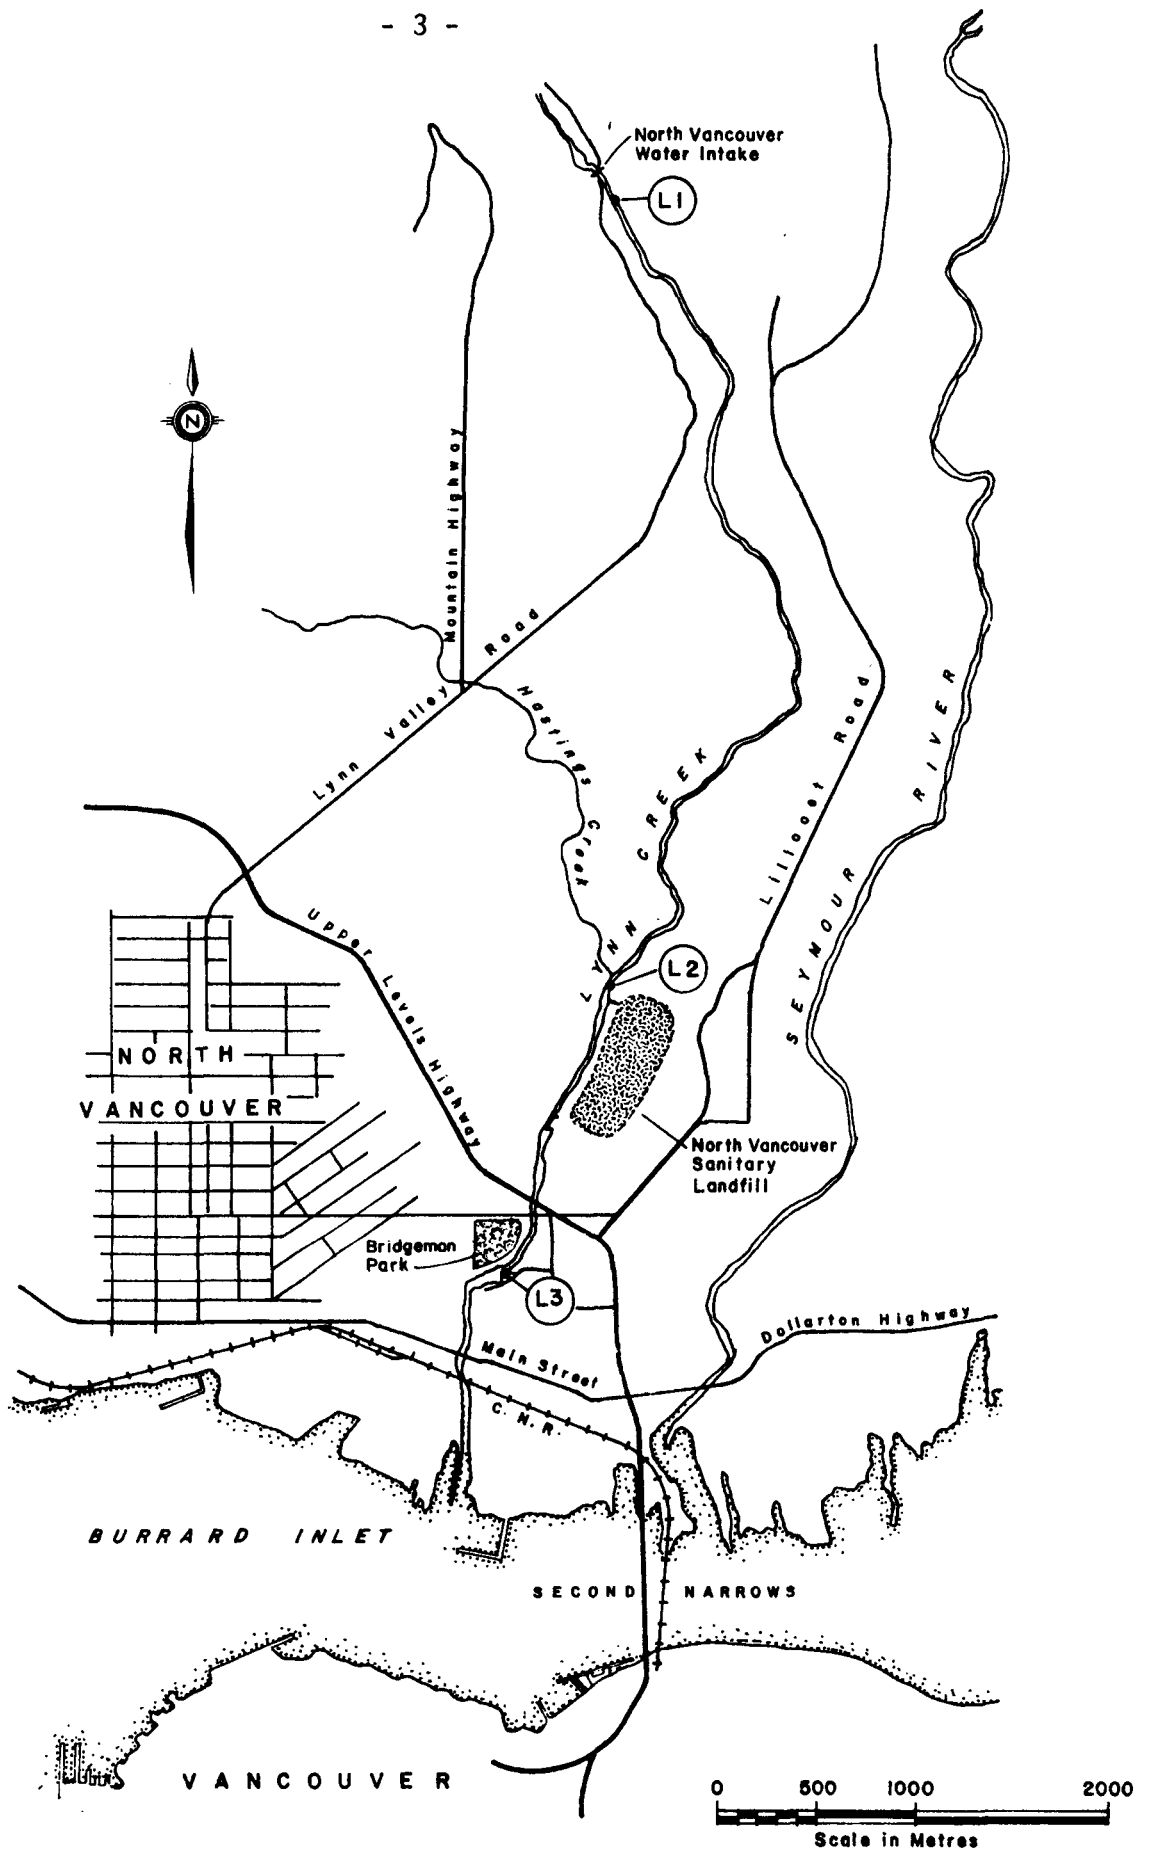 - 3 -
North Vancouver
Water Intake
L1
N
Mountain Highway
Lynn Valley Road
Hastings Creek
LYNN CREEK
Lillooet Road
SEYMOUR RIVER
Upper Levels Highway
L2
NORTH
VANCOUVER
North Vancouver
Sanitary
Landfill
Bridgeman
Park
L3
Main Street
Dollarton Highway
C. N. R.
BURRARD INLET
SECOND NARROWS
VANCOUVER
0 500 1000 2000
Scale in Metres